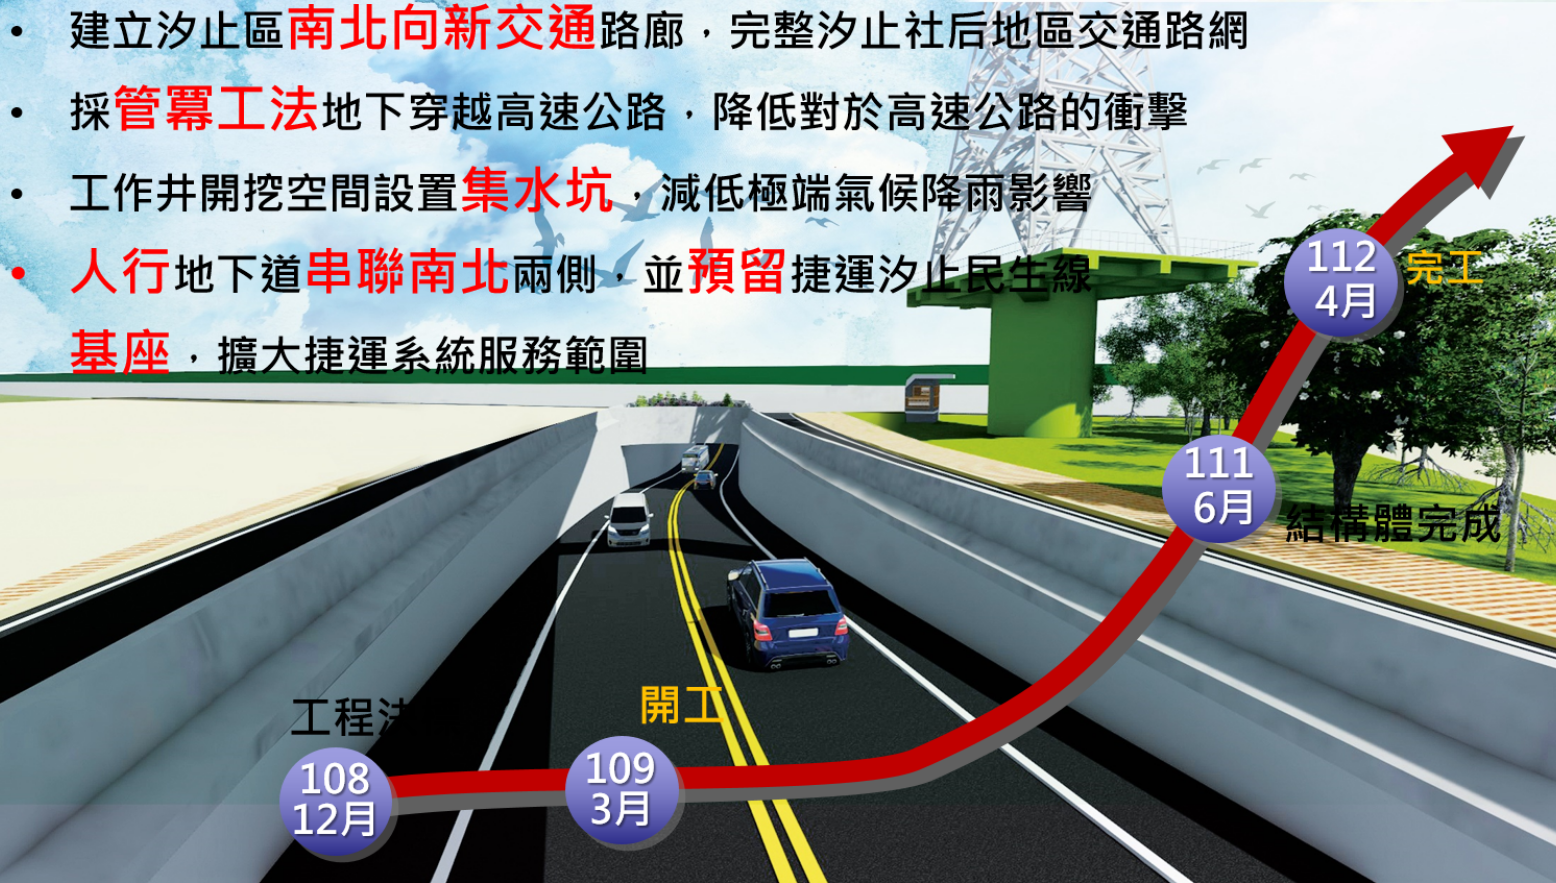 • 建立汐止區南北向新交通路廊，完整汐止社后地區交通路網
• 採管冪工法地下穿越高速公路，降低對於高速公路的衝擊
• 工作井開挖空間設置集水坑，減低極端氣候降雨影響
• 人行地下道串聯南北兩側，並預留捷運汐止民生線
基座，擴大捷運系統服務範圍
112
4月
完工
111
6月
結構體完成
工程決標
開工
108
12月
109
3月